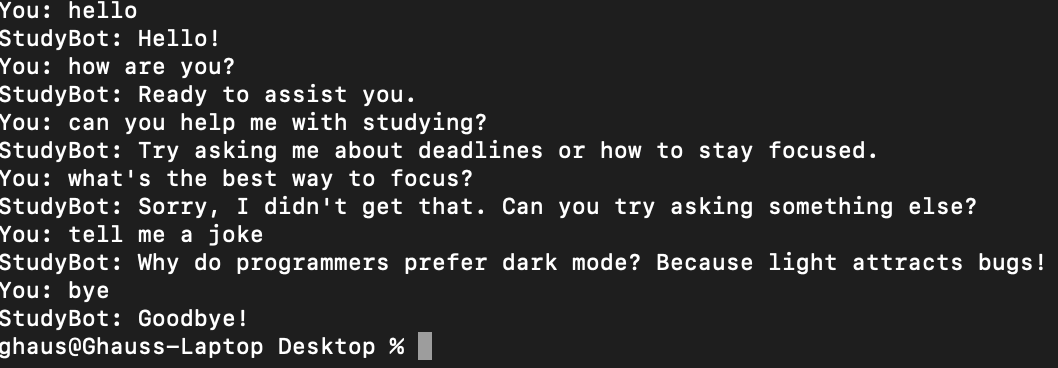 You: hello
StudyBot: Hello!
You: how are you?
StudyBot: Ready to assist you.
You: can you help me with studying?
StudyBot: Try asking me about deadlines or how to stay focused.
You: what's the best way to focus?
StudyBot: Sorry, I didn't get that. Can you try asking something else?
You: tell me a joke
StudyBot: Why do programmers prefer dark mode? Because light attracts bugs!
You: bye
StudyBot: Goodbye!
ghaus@Ghauss-Laptop Desktop %